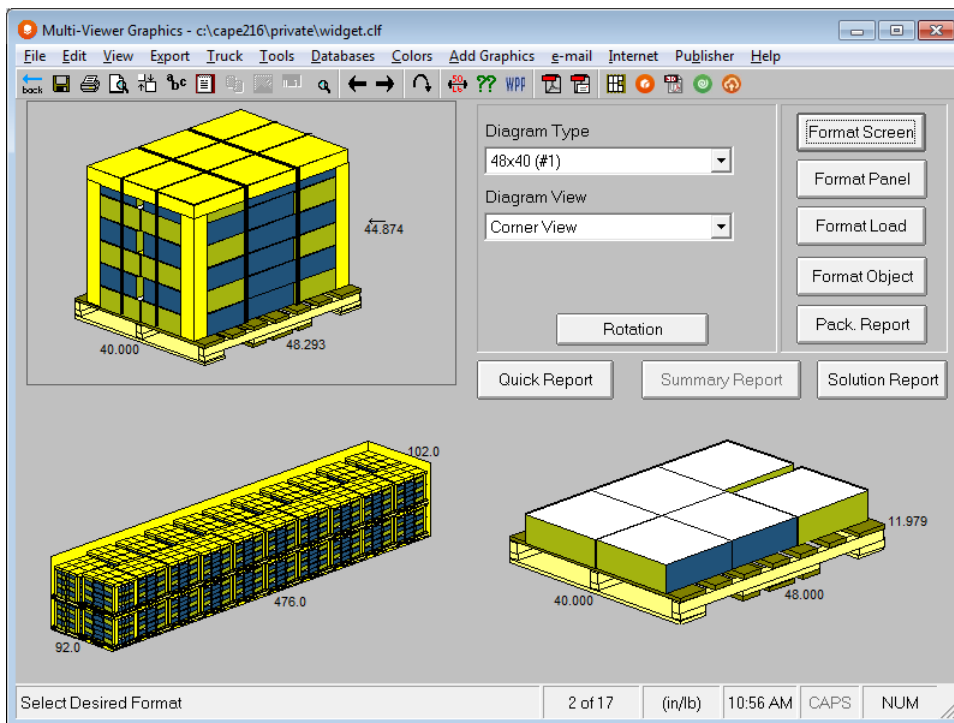 Multi-Viewer Graphics - c:\cape216\private\widget.clf
File Edit View Export Truck Tools Databases Colors Add Graphics e-mail Internet Publisher Help
back abc ?? WPF
44.874
40.000
48.293
Diagram Type
48x40 (#1)
Diagram View
Corner View
Rotation
Format Screen
Format Panel
Format Load
Format Object
Pack. Report
Quick Report
Summary Report
Solution Report
102.0
476.0
92.0
11.979
40.000
48.000
Select Desired Format
2 of 17
(in/lb)
10:56 AM
CAPS
NUM